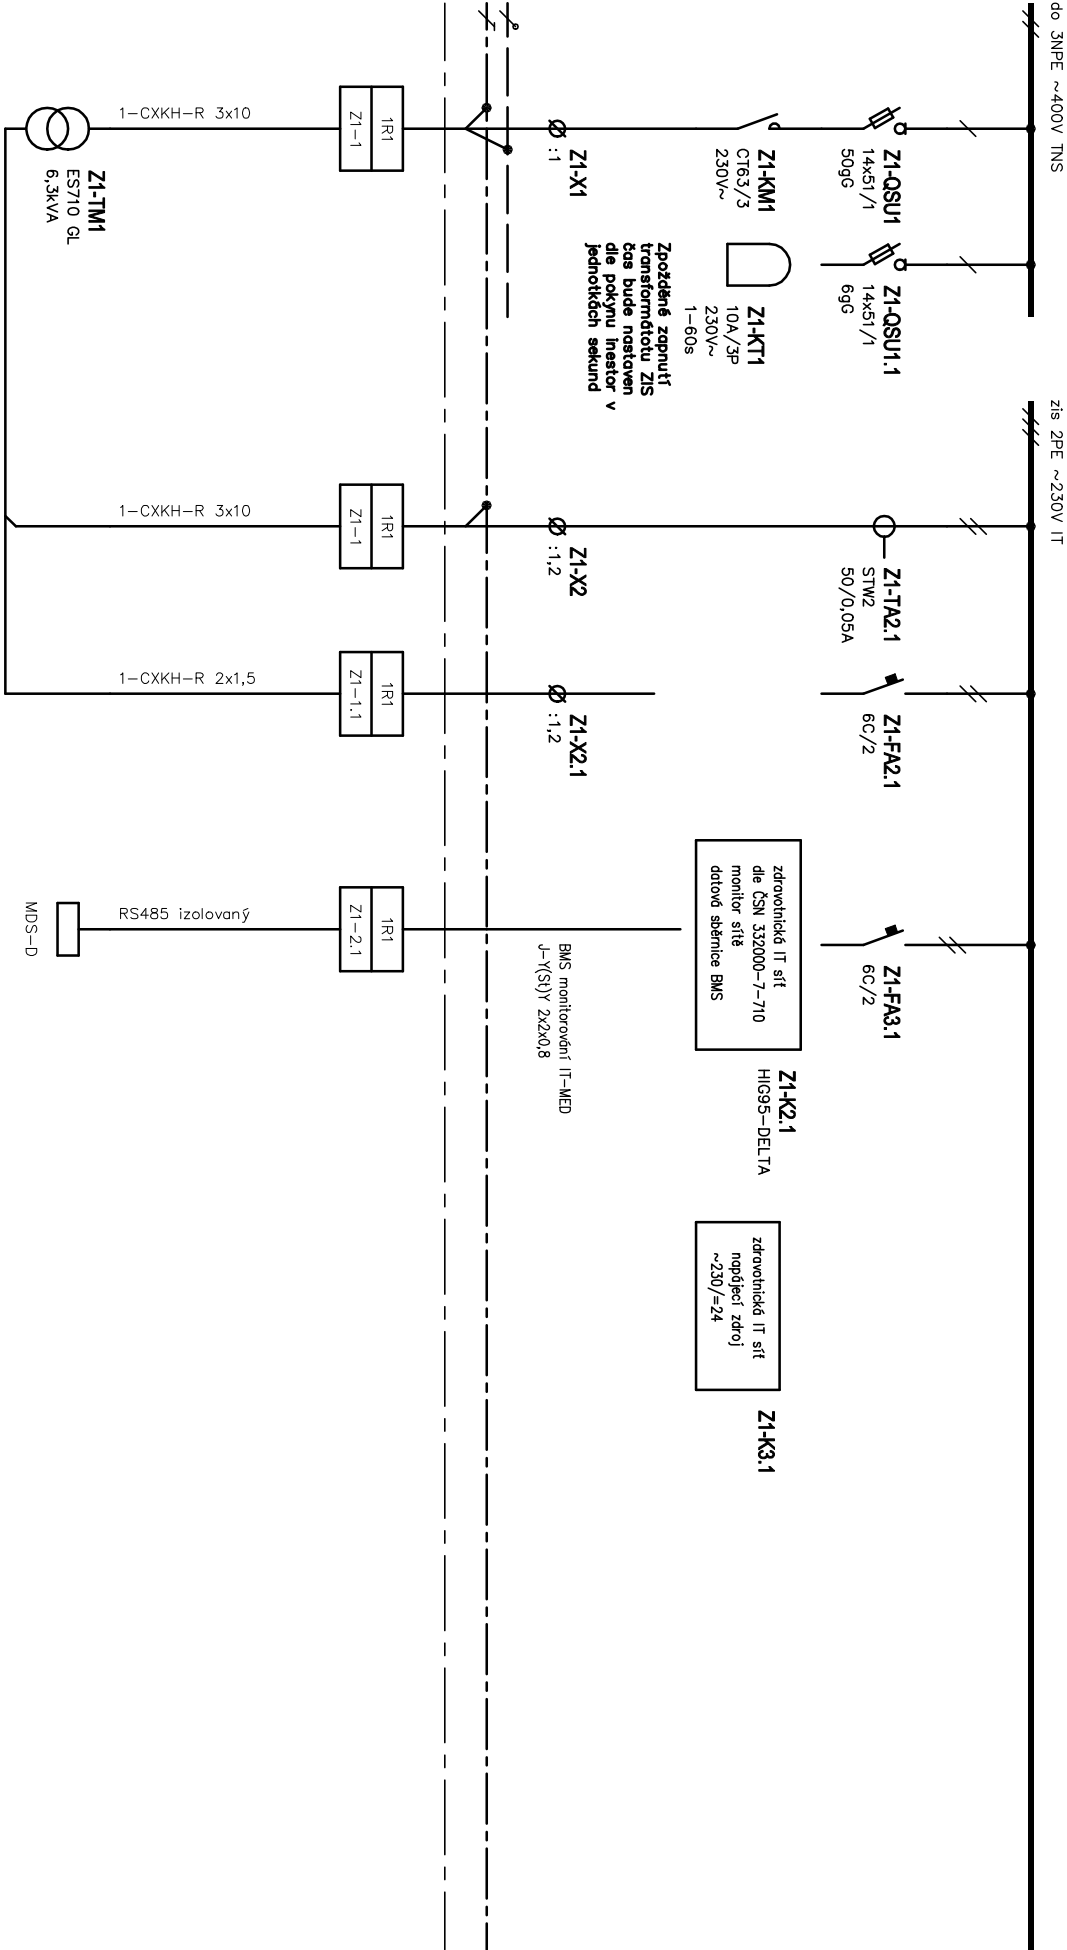 do 3NPE ~400V TNS
zis 2PE ~230V IT
Z1-QSU1
14x51/1
50gG
Z1-QSU1.1
14x51/1
6gG
Z1-TA2.1
STW2
50/0,05A
Z1-FA2.1
6C/2
Z1-FA3.1
6C/2
Z1-KM1
CT63/3
230V~
Z1-KT1
10A/3P
230V~
1-60s
zdravotnická IT síť
dle ČSN 332000-7-710
monitor sítě
datová sběrnice BMS
Z1-K2.1
HIG95-DELTA
zdravotnická IT síť
napájecí zdroj
~230/=24
Z1-K3.1
Zpožděné zapnutí
transformátotu ZIS
čas bude nastaven
dle pokynu inestor v
jednotkách sekund
Z1-X1
:1
Z1-X2
:1,2
Z1-X2.1
:1,2
BMS monitorování IT-MED
J-Y(St)Y 2x2x0,8
1R1
Z1-1
1R1
Z1-1
1R1
Z1-1.1
1R1
Z1-2.1
1-CXKH-R 3x10
1-CXKH-R 3x10
1-CXKH-R 2x1,5
RS485 izolovaný
Z1-TM1
ES710 GL
6,3kVA
MDS-D